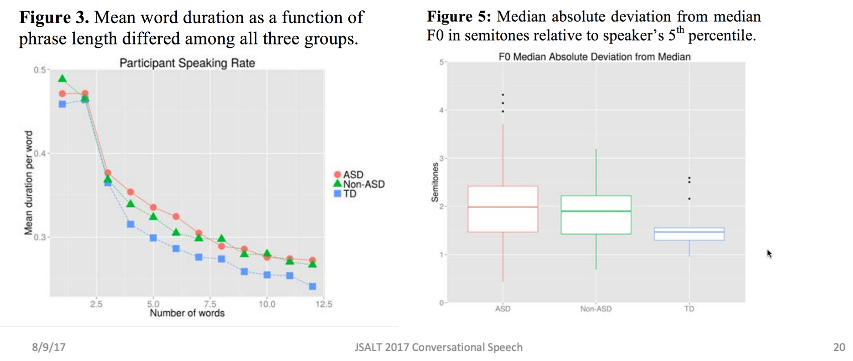 Figure 3. Mean word duration as a function of
phrase length differed among all three groups.
Participant Speaking Rate
0.5
0.4
0.3
Mean duration per word
2.5 5.0 7.5 10.0 12.5
Number of words
ASD
Non-ASD
TD
Figure 5: Median absolute deviation from median
F0 in semitones relative to speaker's 5th percentile.
F0 Median Absolute Deviation from Median
5
4
3
2
1
0
Semitones
ASD Non-ASD TD
8/9/17 JSALT 2017 Conversational Speech 20